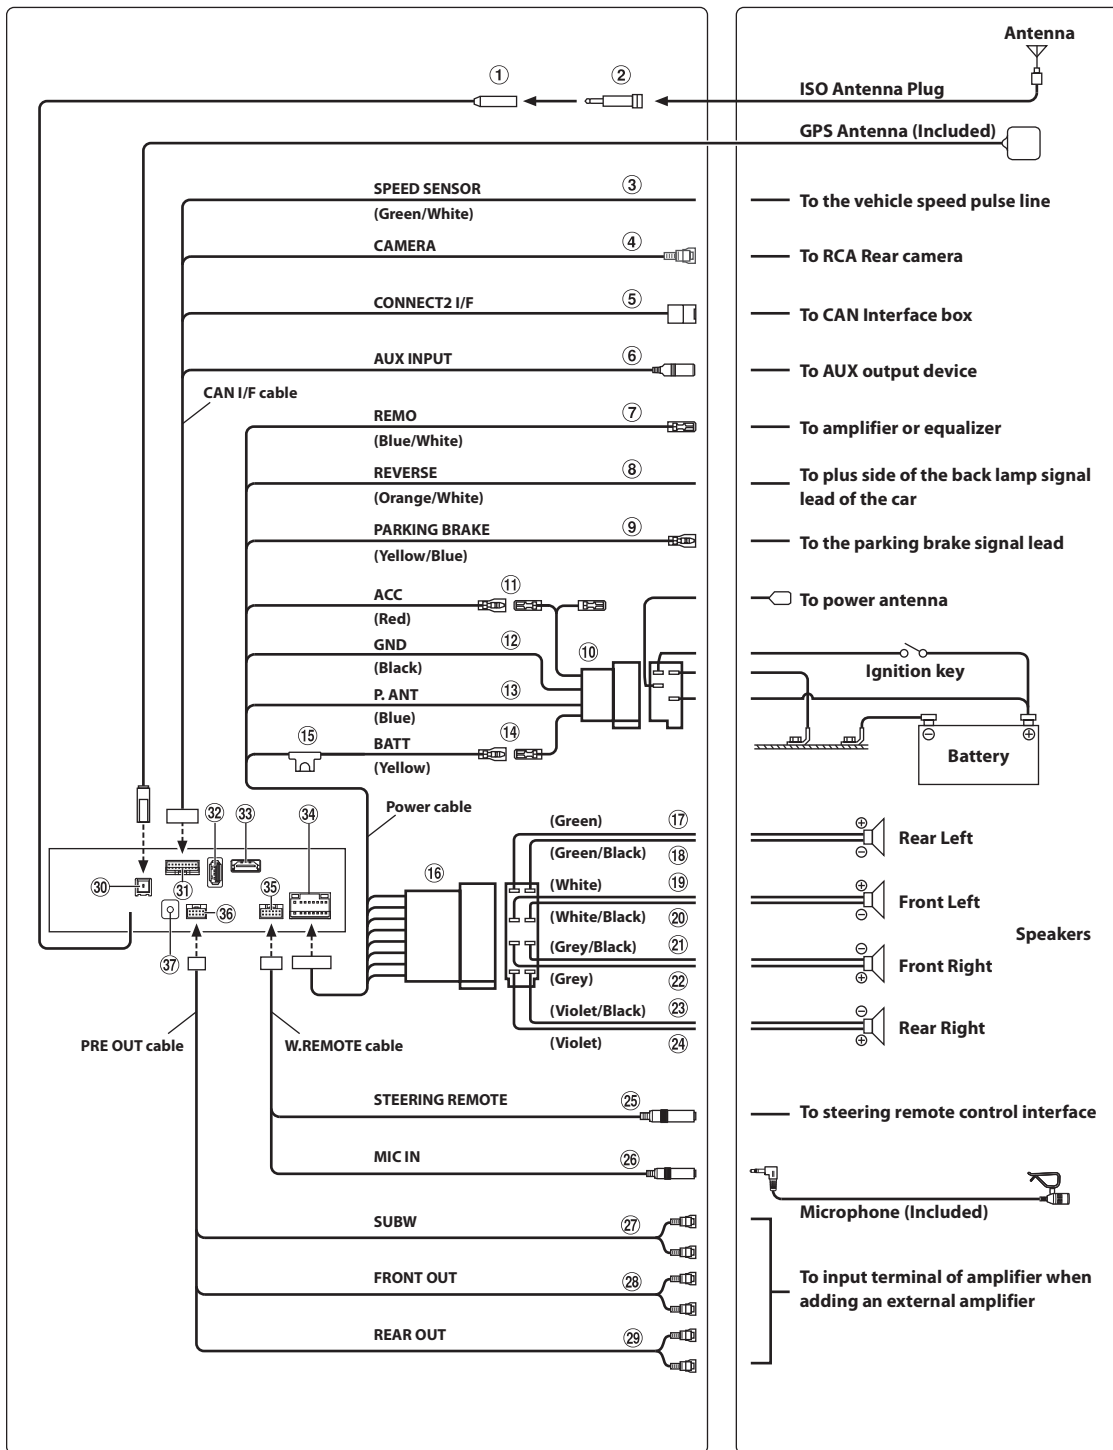 Antenna
① ②
ISO Antenna Plug
GPS Antenna (Included)
SPEED SENSOR ③
(Green/White)
To the vehicle speed pulse line
CAMERA ④
To RCA Rear camera
CONNECT2 I/F ⑤
To CAN Interface box
AUX INPUT ⑥
To AUX output device
CAN I/F cable
REMO ⑦
(Blue/White)
To amplifier or equalizer
REVERSE ⑧
(Orange/White)
To plus side of the back lamp signal
lead of the car
PARKING BRAKE ⑨
(Yellow/Blue)
To the parking brake signal lead
ACC ⑪
(Red)
To power antenna
GND ⑫ ⑩
(Black)
Ignition key
P. ANT ⑬
(Blue)
⑮ BATT ⑭
(Yellow)
⊖ ⊕
Battery
Power cable
㉜ ㉝ ㉞
(Green) ⑰
⊕
Rear Left
⊖
(Green/Black) ⑱
⑯
(White) ⑲
⊕
Front Left
⊖
(White/Black) ⑳
㉚ ㉛ ㉟ ㊱
㊲
(Grey/Black) ㉑
⊖
Front Right
⊕
(Grey) ㉒
Speakers
(Violet/Black) ㉓
⊖
Rear Right
⊕
(Violet) ㉔
PRE OUT cable
W.REMOTE cable
STEERING REMOTE ㉕
To steering remote control interface
MIC IN ㉖
Microphone (Included)
SUBW ㉗
FRONT OUT ㉘
To input terminal of amplifier when
adding an external amplifier
REAR OUT ㉙